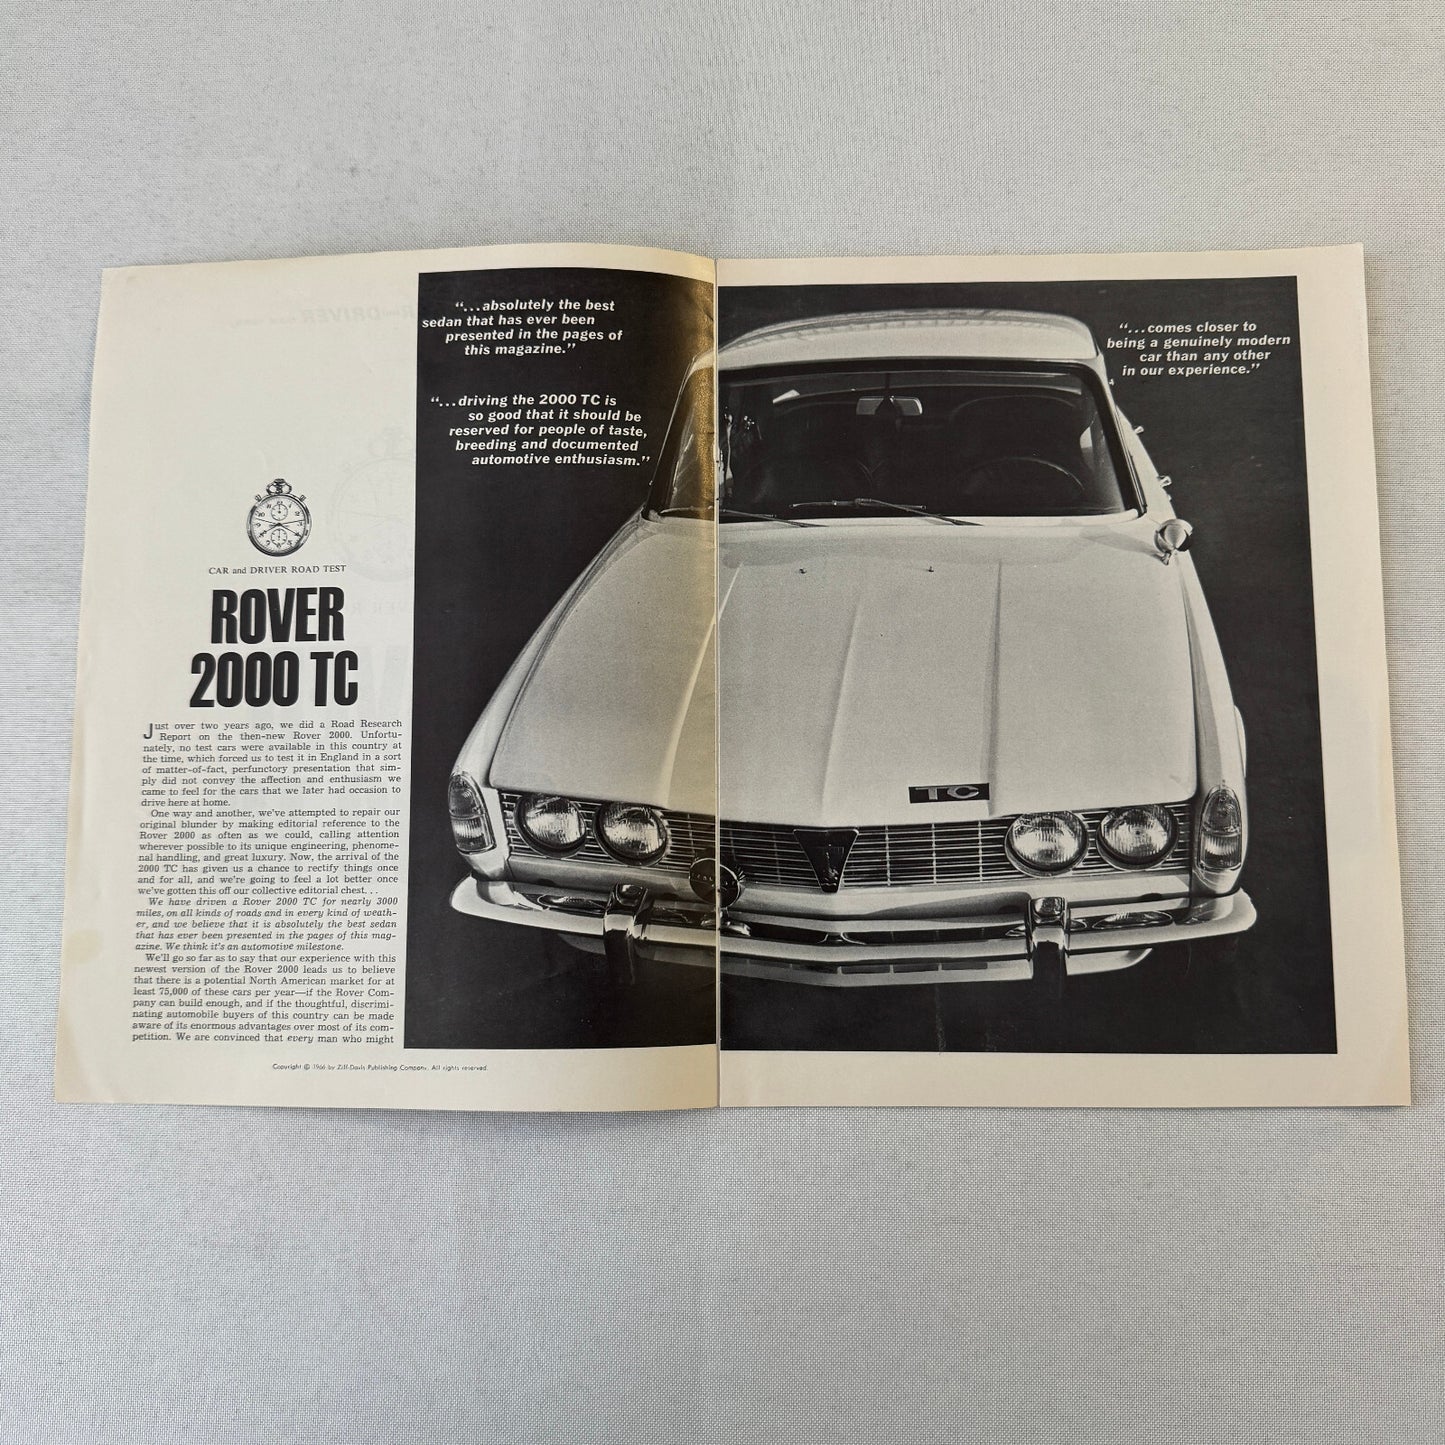 CAR and DRIVER ROAD TEST
ROVER
2000 TC
Just over two years ago, we did a Road Research
Report on the then-new Rover 2000. Unfortu-
nately, no test cars were available in this country at
the time, which forced us to test it in England in a sort
of matter-of-fact, perfunctory presentation that sim-
ply did not convey the affection and enthusiasm we
came to feel for the cars that we later had occasion to
drive here at home.
One way and another, we've attempted to repair our
original blunder by making editorial reference to the
Rover 2000 as often as we could, calling attention
wherever possible to its unique engineering, phenome-
nal handling, and great luxury. Now, the arrival of the
2000 TC has given us a chance to rectify things once
and for all, and we're going to feel a lot better once
we've gotten this off our collective editorial chest. . .
We have driven a Rover 2000 TC for nearly 3000
miles, on all kinds of roads and in every kind of weath-
er, and we believe that it is absolutely the best sedan
that has ever been presented in the pages of this mag-
azine. We think it's an automotive milestone.
We'll go so far as to say that our experience with this
newest version of the Rover 2000 leads us to believe
that there is a potential North American market for at
least 75,000 of these cars per year—if the Rover Com-
pany can build enough, and if the thoughtful, discrimi-
nating automobile buyers of this country can be made
aware of its enormous advantages over most of its com-
petition. We are convinced that every man who might
Copyright © 1966 by Ziff-Davis Publishing Company. All rights reserved.
"...absolutely the best
sedan that has ever been
presented in the pages of
this magazine."
"...driving the 2000 TC is
so good that it should be
reserved for people of taste,
breeding and documented
automotive enthusiasm."
"...comes closer to
being a genuinely modern
car than any other
in our experience."
TC